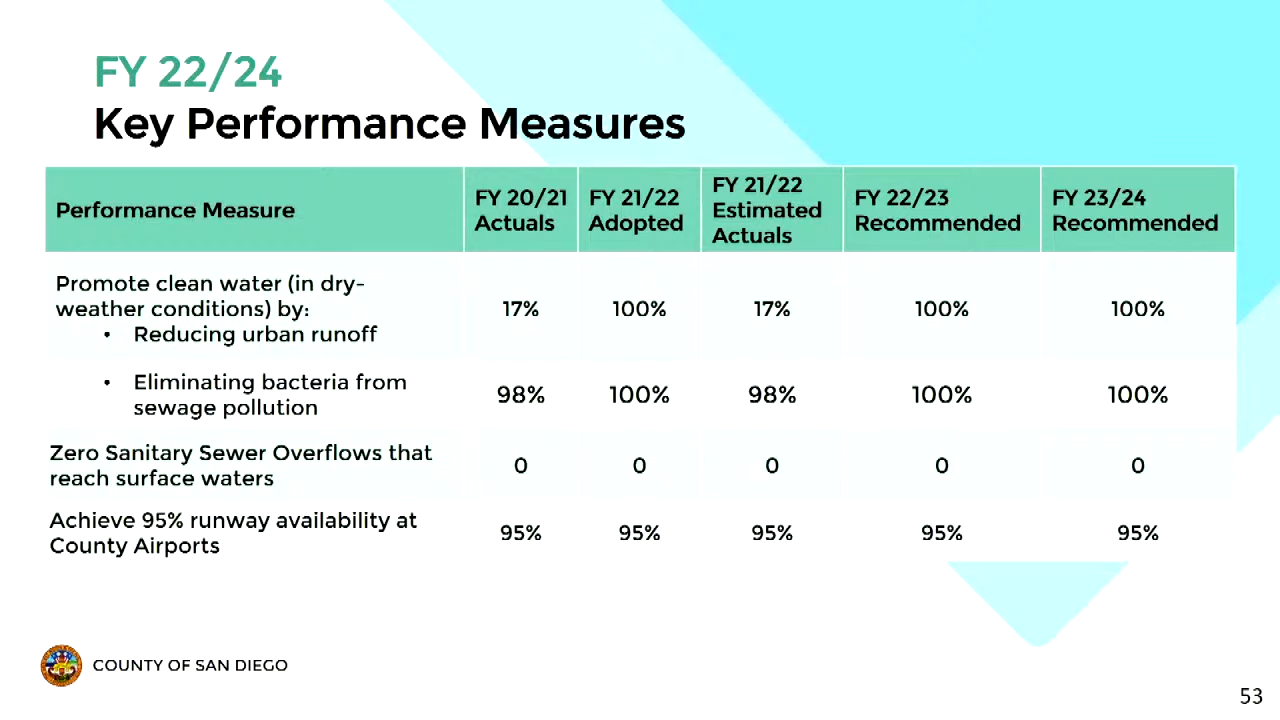 FY 22/24
Key Performance Measures
Performance Measure
FY 20/21
Actuals
FY 21/22
Adopted
FY 21/22
Estimated
Actuals
FY 22/23
Recommended
FY 23/24
Recommended
Promote clean water (in dry-
weather conditions) by:
• Reducing urban runoff
17%
100%
17%
100%
100%
• Eliminating bacteria from
sewage pollution
98%
100%
98%
100%
100%
Zero Sanitary Sewer Overflows that
reach surface waters
0
0
0
0
0
Achieve 95% runway availability at
County Airports
95%
95%
95%
95%
95%
COUNTY OF SAN DIEGO
53